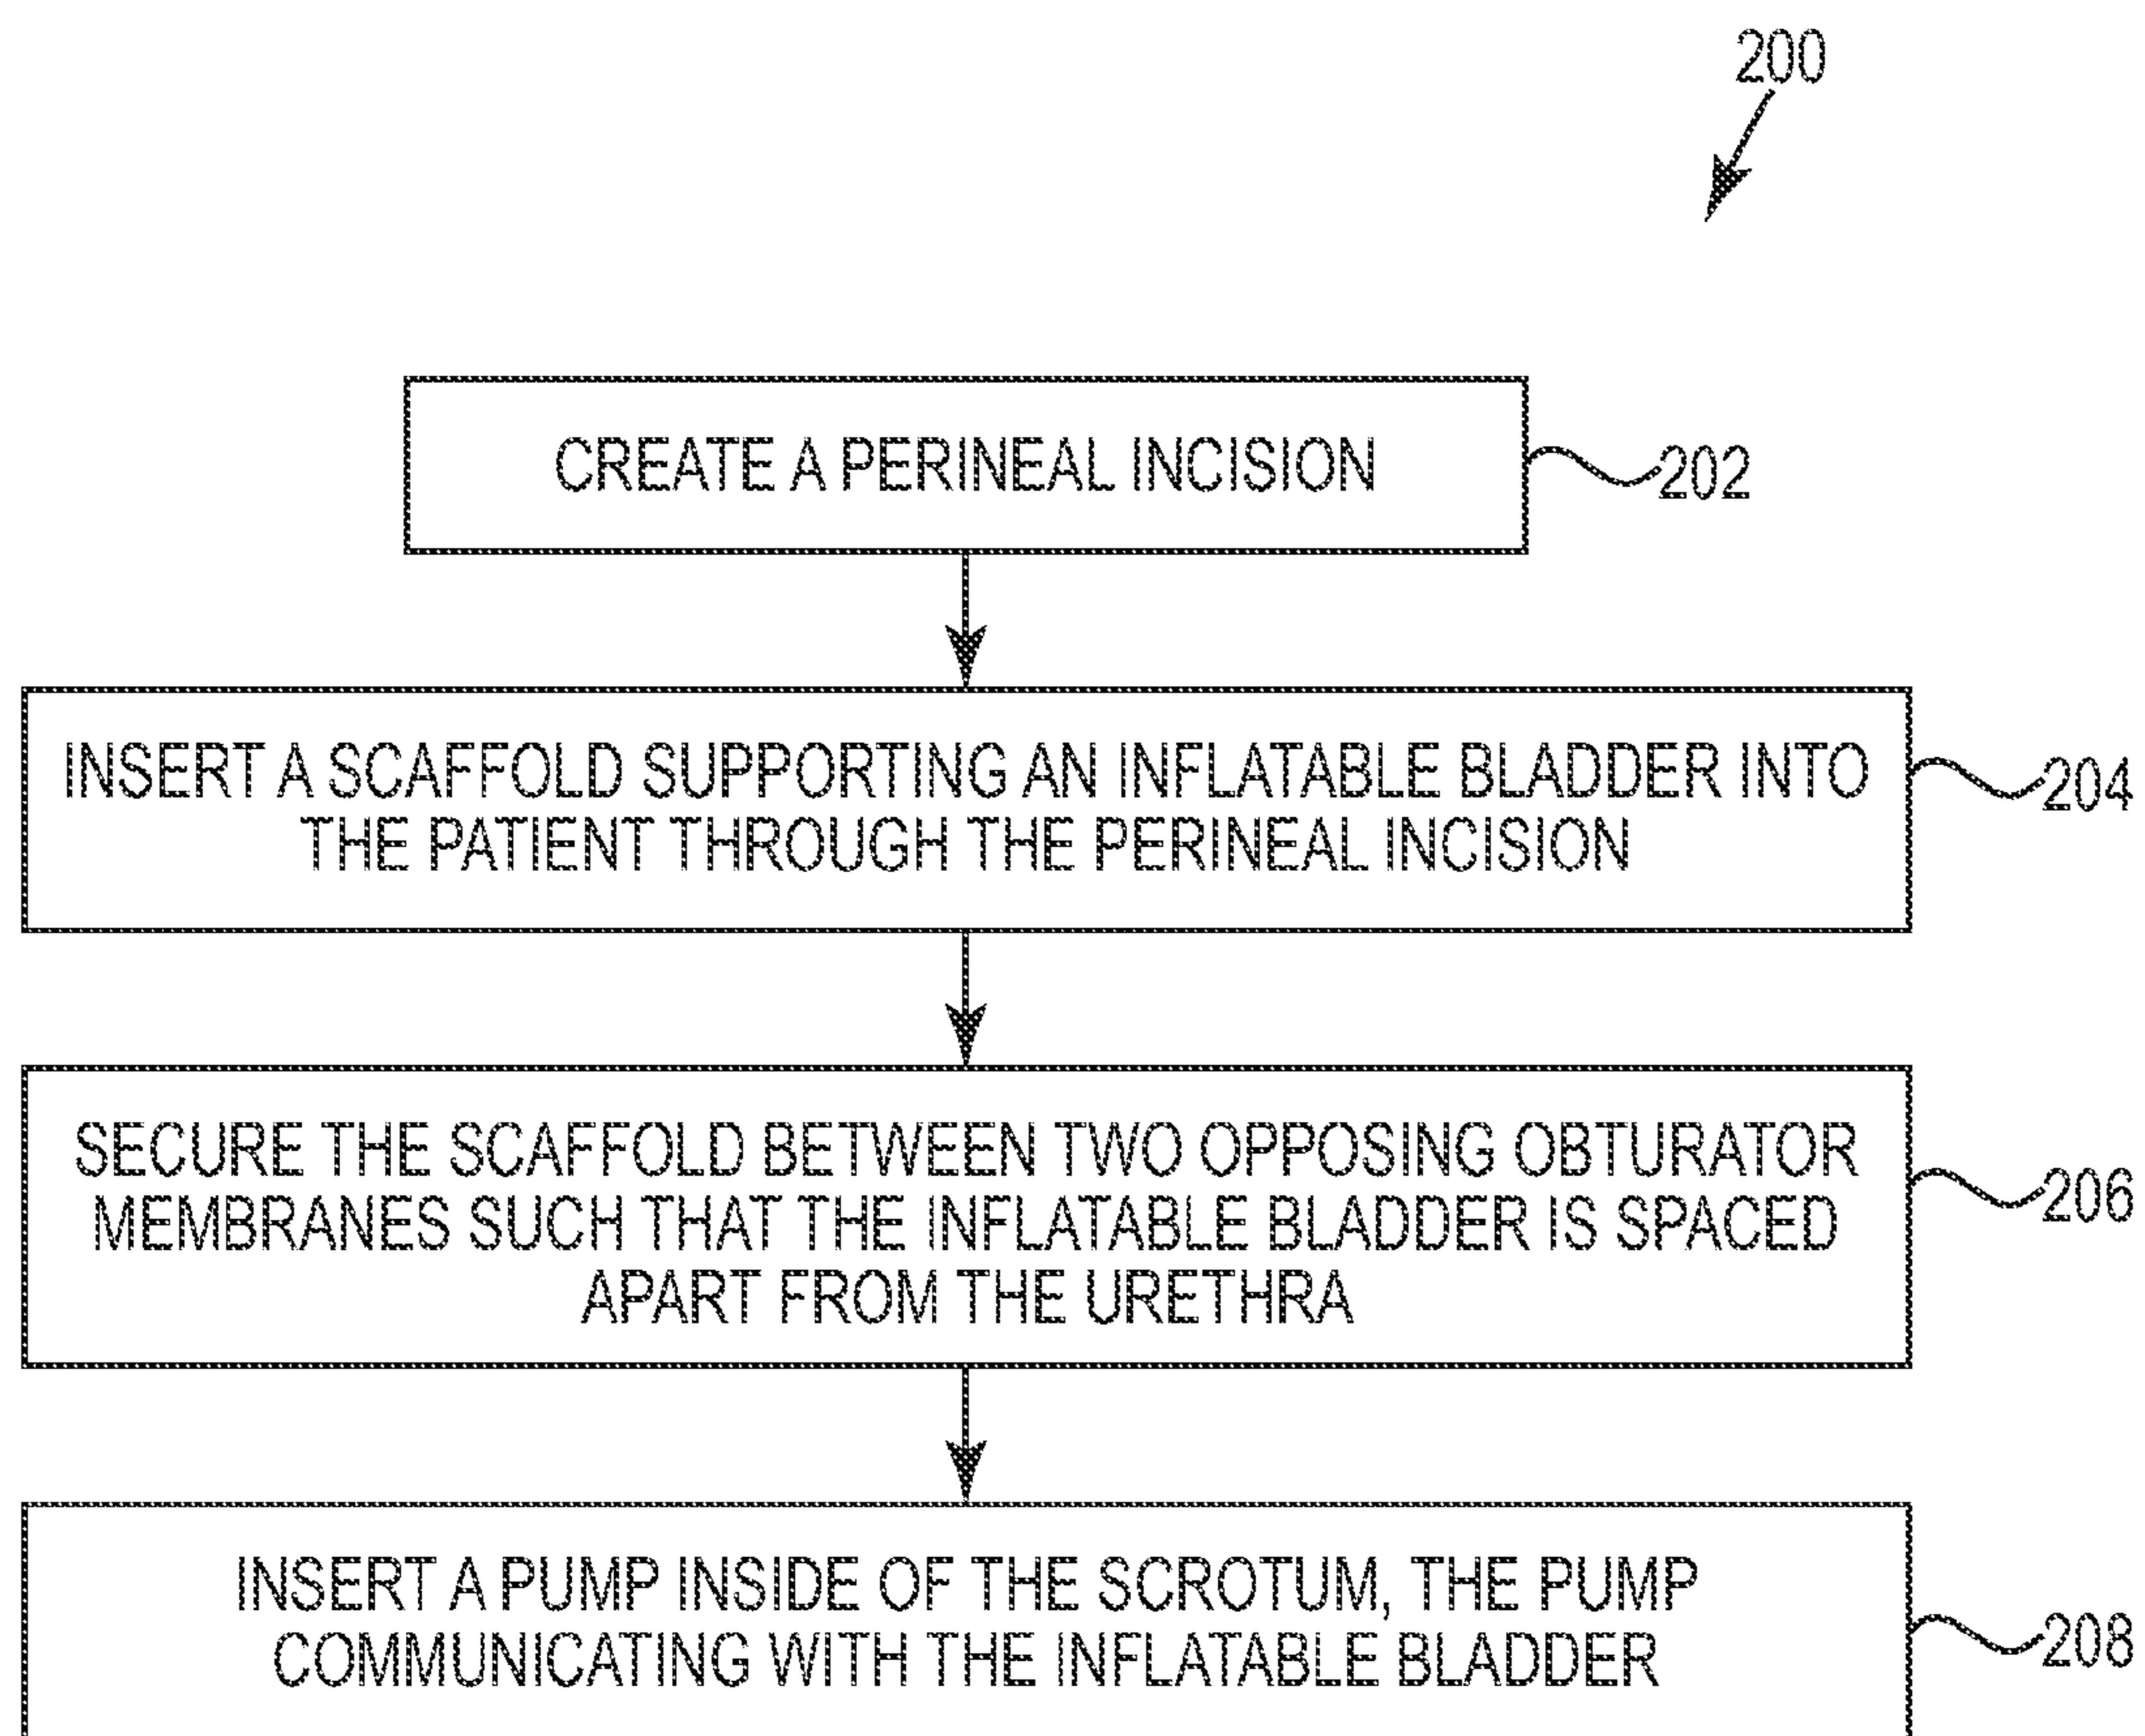 200
CREATE A PERINEAL INCISION
202
INSERT A SCAFFOLD SUPPORTING AN INFLATABLE BLADDER INTO
THE PATIENT THROUGH THE PERINEAL INCISION
204
SECURE THE SCAFFOLD BETWEEN TWO OPPOSING OBTURATOR
MEMBRANES SUCH THAT THE INFLATABLE BLADDER IS SPACED
APART FROM THE URETHRA
206
INSERT A PUMP INSIDE OF THE SCROTUM, THE PUMP
COMMUNICATING WITH THE INFLATABLE BLADDER
208